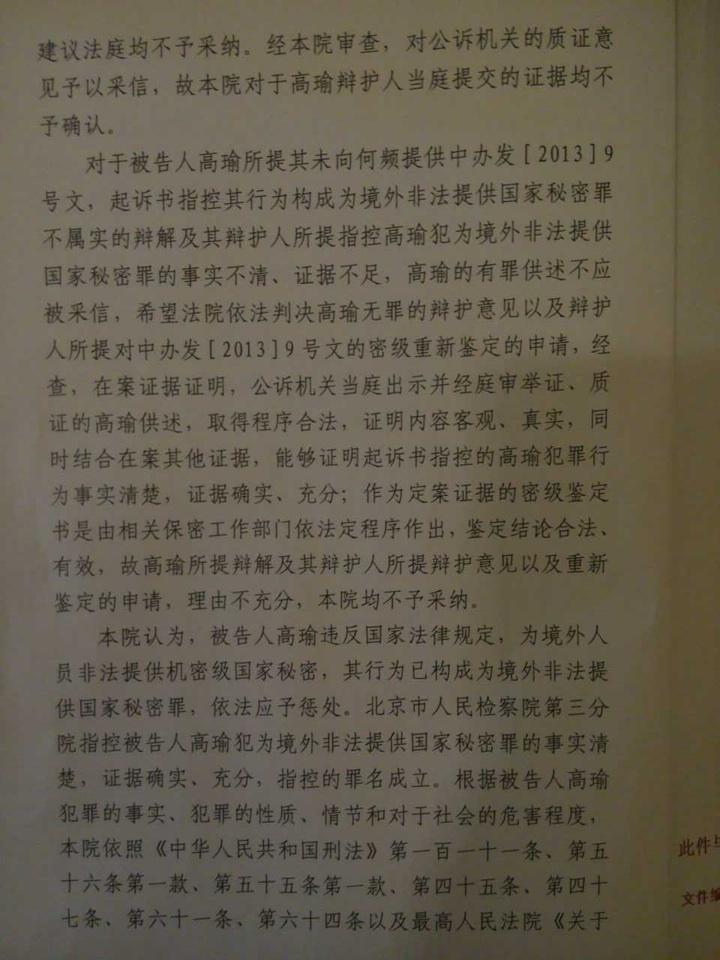 建议法庭均不予采纳。经本院审查，对公诉机关的质证意
见予以采信，故本院对于高瑜辩护人当庭提交的证据均不
予确认。
对于被告人高瑜所提其未向何频提供中办发[2013]9
号文，起诉书指控其行为构成为境外非法提供国家秘密罪
不属实的辩解及其辩护人所提指控高瑜犯为境外非法提供
国家秘密罪的事实不清、证据不足，高瑜的有罪供述不应
被采信，希望法院依法判决高瑜无罪的辩护意见以及辩护
人所提对中办发[2013]9号文的密级重新鉴定的申请，经
查，在案证据证明，公诉机关当庭出示并经庭审举证、质
证的高瑜供述，取得程序合法，证明内容客观、真实，同
时结合在案其他证据，能够证明起诉书指控的高瑜犯罪行
为事实清楚，证据确实、充分；作为定案证据的密级鉴定
书是由相关保密工作部门依法定程序作出，鉴定结论合法、
有效，故高瑜所提辩解及其辩护人所提辩护意见以及重新
鉴定的申请，理由不充分，本院均不予采纳。
本院认为，被告人高瑜违反国家法律规定，为境外人
员非法提供机密级国家秘密，其行为已构成为境外非法提
供国家秘密罪，依法应予惩处。北京市人民检察院第三分
院指控被告人高瑜犯为境外非法提供国家秘密罪的事实清
楚，证据确实、充分，指控的罪名成立。根据被告人高瑜
犯罪的事实、犯罪的性质、情节和对于社会的危害程度，
本院依照《中华人民共和国刑法》第一百一十一条、第五
十六条第一款、第五十五条第一款、第四十五条、第四十
七条、第六十一条、第六十四条以及最高人民法院《关于
此件与
文件编